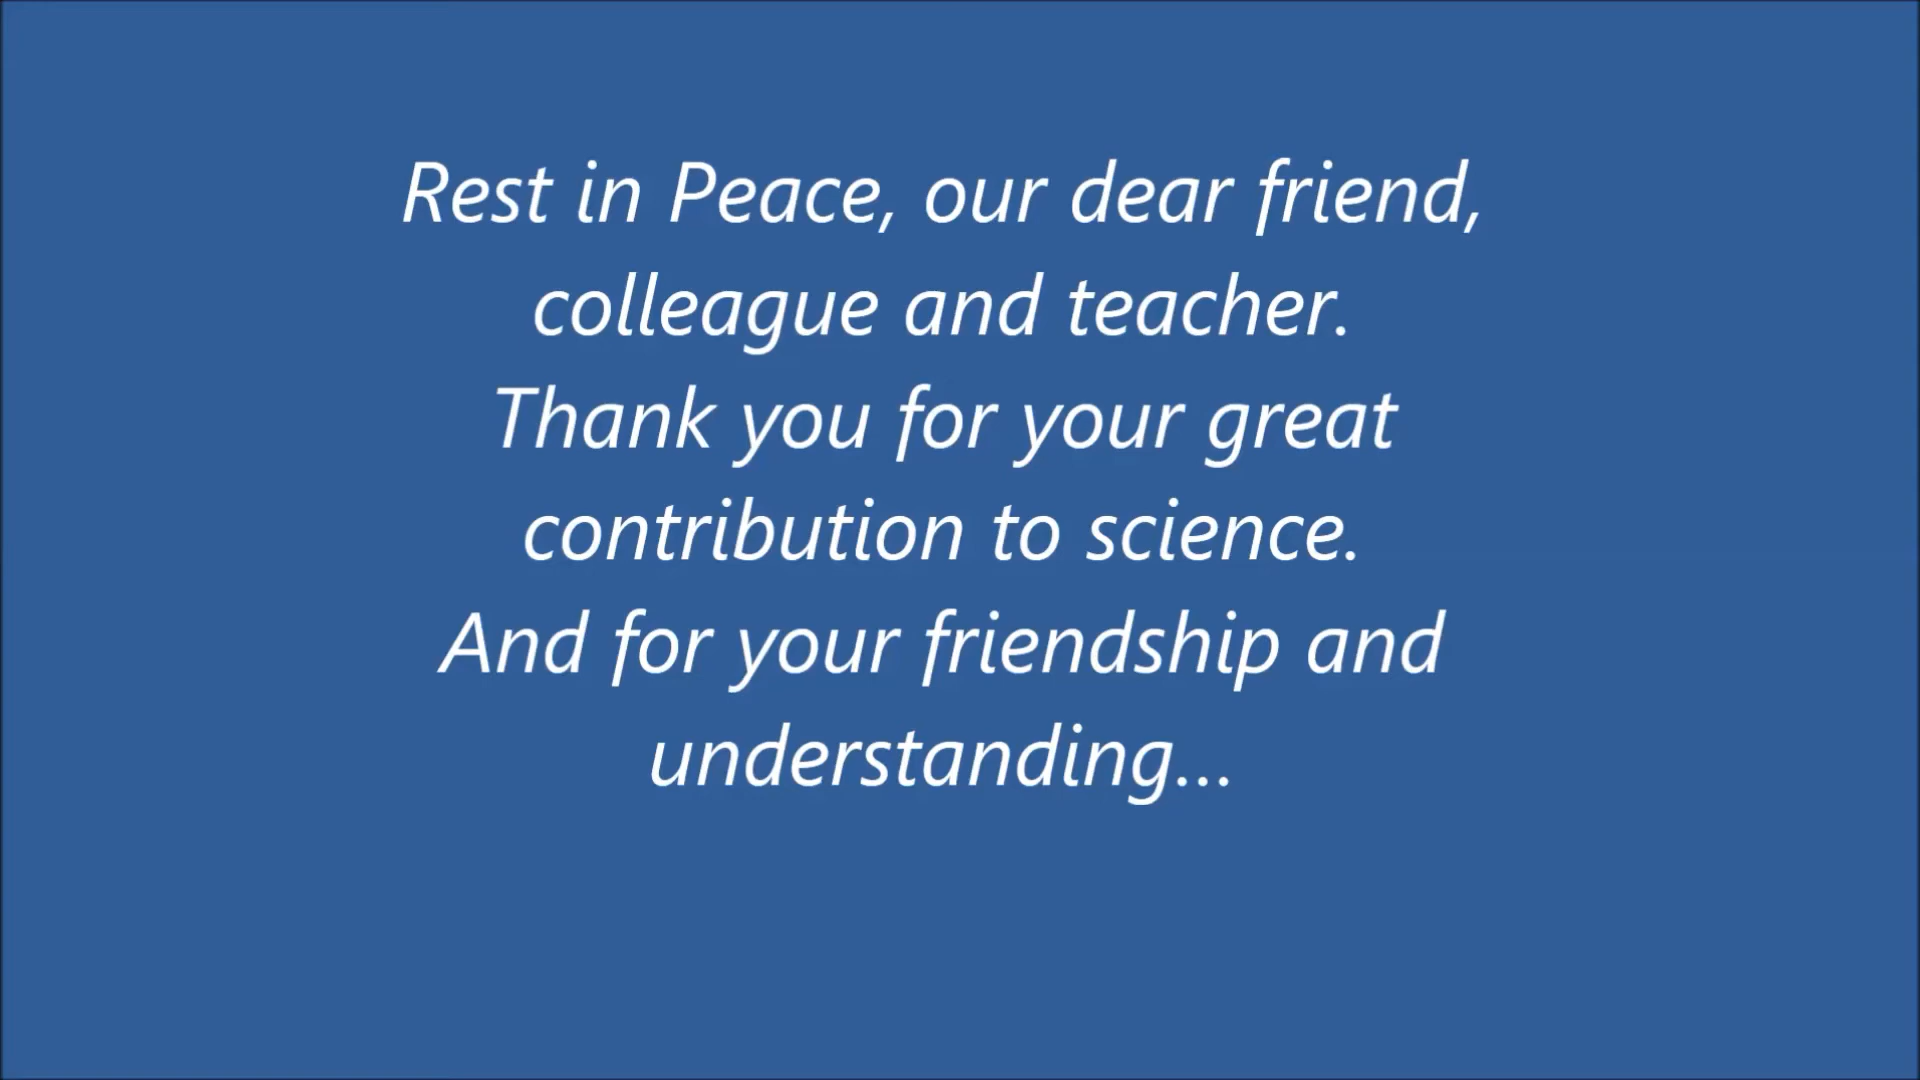 Rest in Peace, our dear friend,
colleague and teacher.
Thank you for your great
contribution to science.
And for your friendship and
understanding...